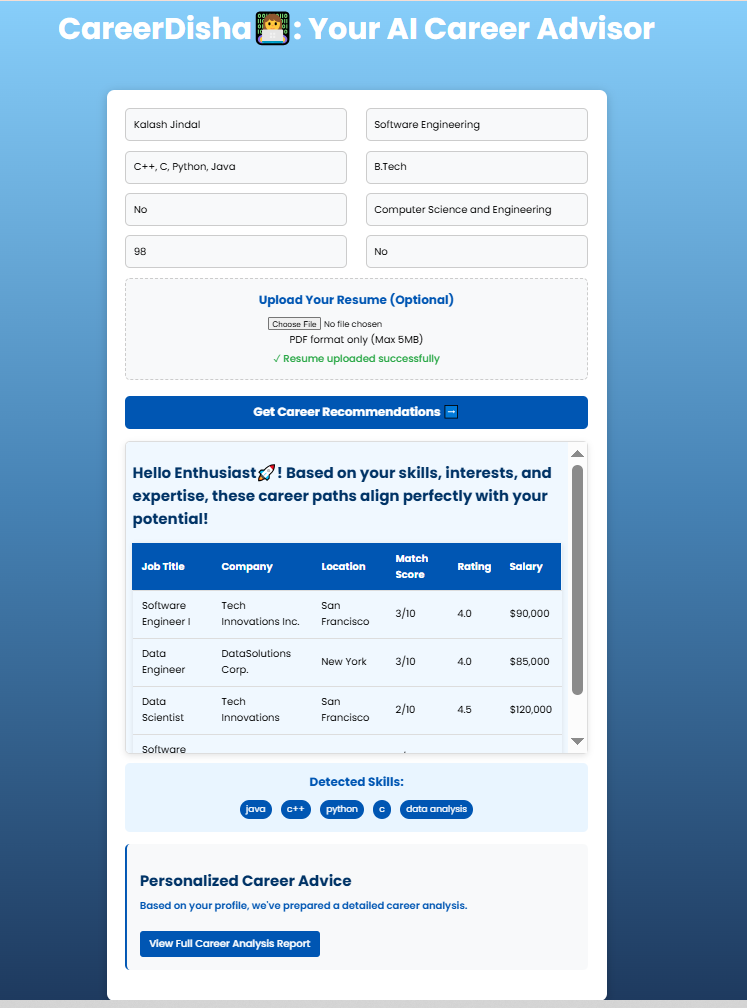 CareerDisha👨‍💻: Your AI Career Advisor
Kalash Jindal
Software Engineering
C++, C, Python, Java
B.Tech
No
Computer Science and Engineering
98
No
Upload Your Resume (Optional)
Choose File No file chosen
PDF format only (Max 5MB)
✓ Resume uploaded successfully
Get Career Recommendations ➡
Hello Enthusiast🚀! Based on your skills, interests, and
expertise, these career paths align perfectly with your
potential!
Job Title Company Location Match Score Rating Salary
Software Engineer I Tech Innovations Inc. San Francisco 3/10 4.0 $90,000
Data Engineer DataSolutions Corp. New York 3/10 4.0 $85,000
Data Scientist Tech Innovations San Francisco 2/10 4.5 $120,000
Software
Detected Skills:
java c++ python c data analysis
Personalized Career Advice
Based on your profile, we've prepared a detailed career analysis.
View Full Career Analysis Report